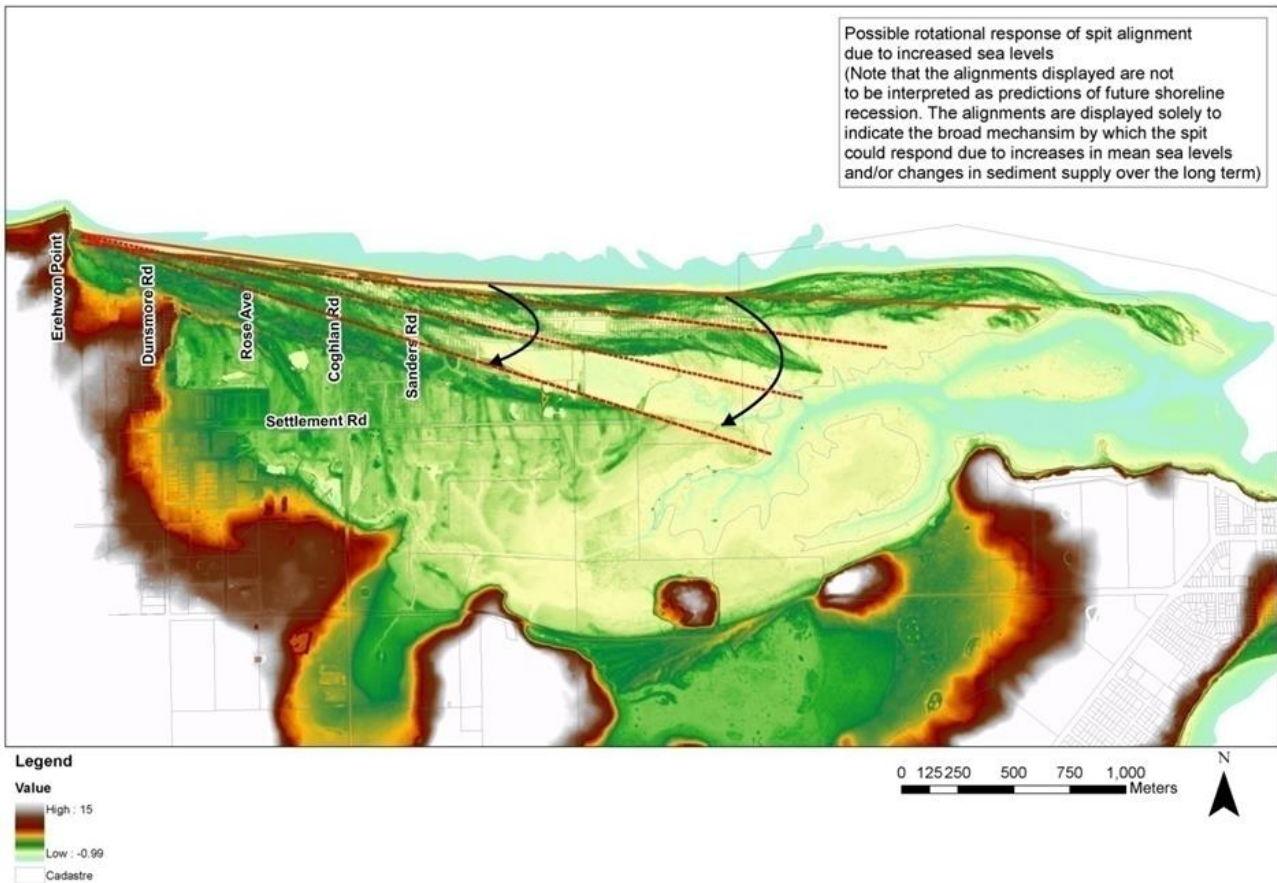 Possible rotational response of spit alignment
due to increased sea levels
(Note that the alignments displayed are not
to be interpreted as predictions of future shoreline
recession. The alignments are displayed solely to
indicate the broad mechansim by which the spit
could respond due to increases in mean sea levels
and/or changes in sediment supply over the long term)
Erehwon Point
Dunsmore Rd
Rose Ave
Coghlan Rd
Sanders Rd
Settlement Rd
Legend
Value
High : 15
Low : -0.99
Cadastre
0 125 250 500 750 1,000
Meters
N